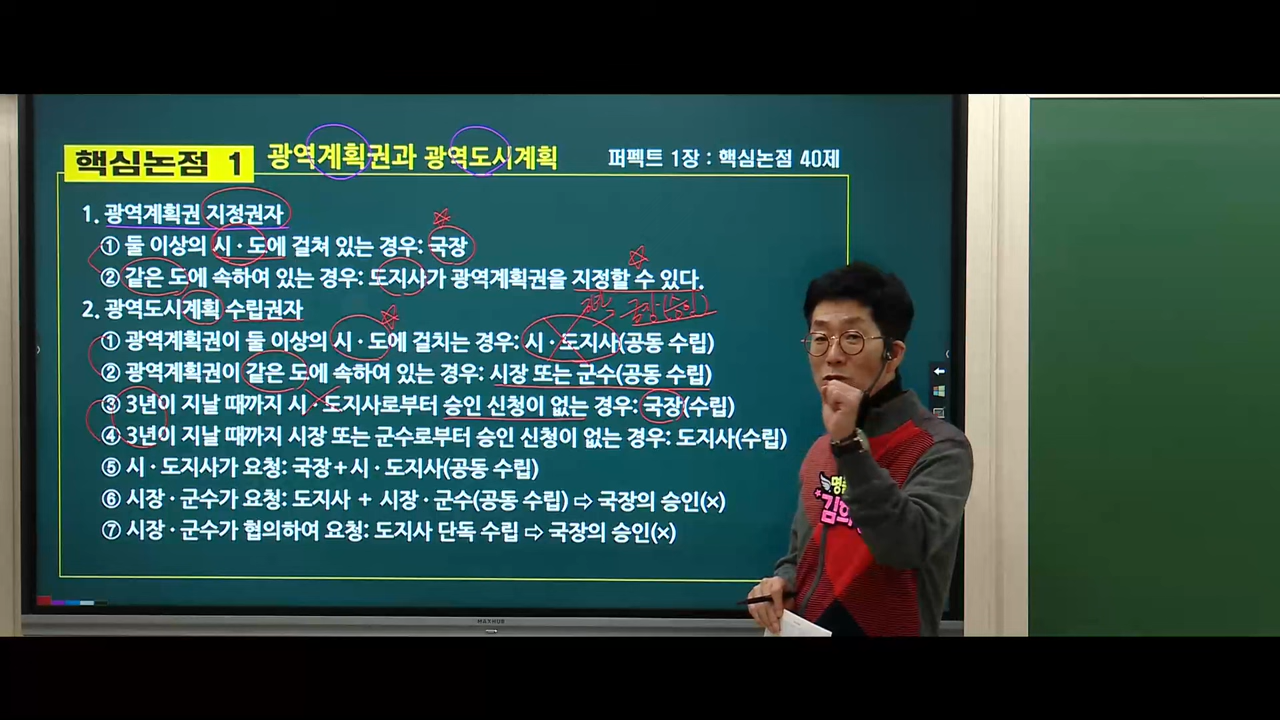 핵심논점 1
광역계획권과 광역도시계획
퍼펙트 1장 : 핵심논점 40제
1. 광역계획권 지정권자
① 둘 이상의 시·도에 걸쳐 있는 경우: 국장
② 같은 도에 속하여 있는 경우: 도지사가 광역계획권을 지정할 수 있다.
2. 광역도시계획 수립권자
국장(승인)
① 광역계획권이 둘 이상의 시·도에 걸치는 경우: 시·도지사(공동 수립)
② 광역계획권이 같은 도에 속하여 있는 경우: 시장 또는 군수(공동 수립)
③ 3년이 지날 때까지 시·도지사로부터 승인 신청이 없는 경우: 국장(수립)
④ 3년이 지날 때까지 시장 또는 군수로부터 승인 신청이 없는 경우: 도지사(수립)
⑤ 시·도지사가 요청: 국장+시·도지사(공동 수립)
⑥ 시장·군수가 요청: 도지사 + 시장·군수(공동 수립) ⇨ 국장의 승인(×)
⑦ 시장·군수가 협의하여 요청: 도지사 단독 수립 ⇨ 국장의 승인(×)
MAXHUB